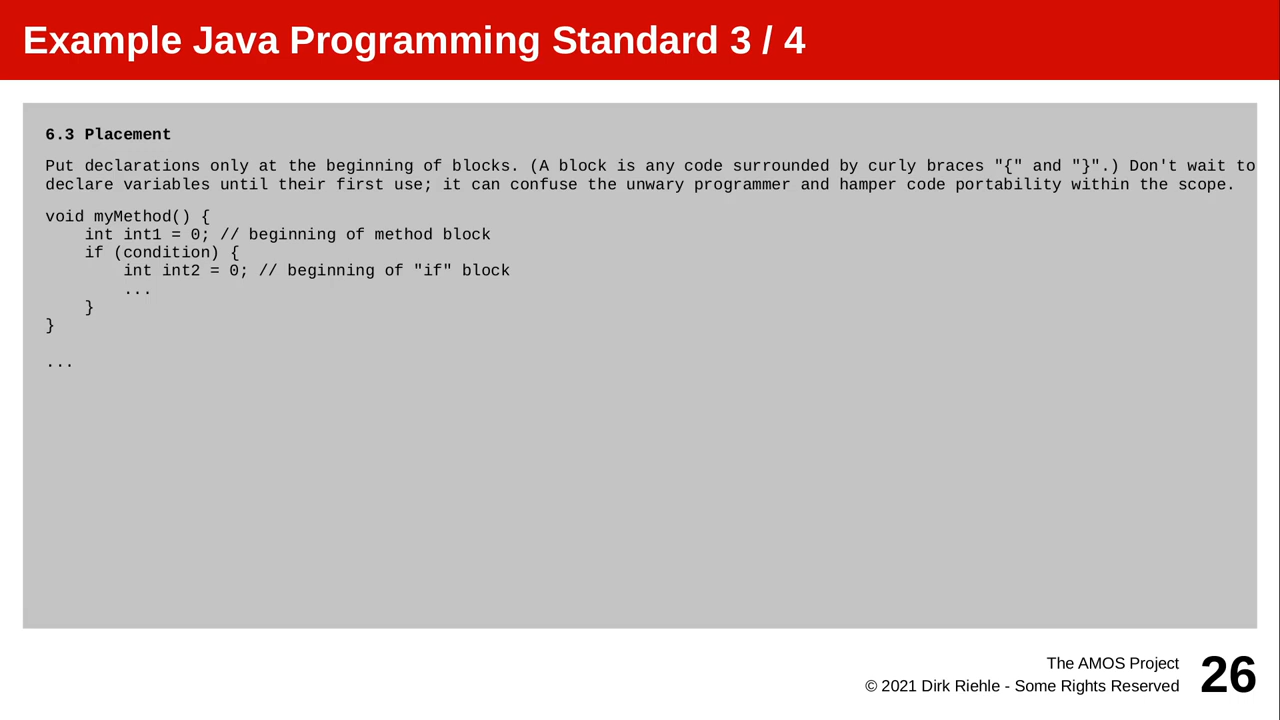 Example Java Programming Standard 3 / 4
6.3 Placement
Put declarations only at the beginning of blocks. (A block is any code surrounded by curly braces "{" and "}".) Don't wait to
declare variables until their first use; it can confuse the unwary programmer and hamper code portability within the scope.
void myMethod() {
    int int1 = 0; // beginning of method block
    if (condition) {
        int int2 = 0; // beginning of "if" block
        ...
    }
}
...
The AMOS Project
© 2021 Dirk Riehle - Some Rights Reserved
26